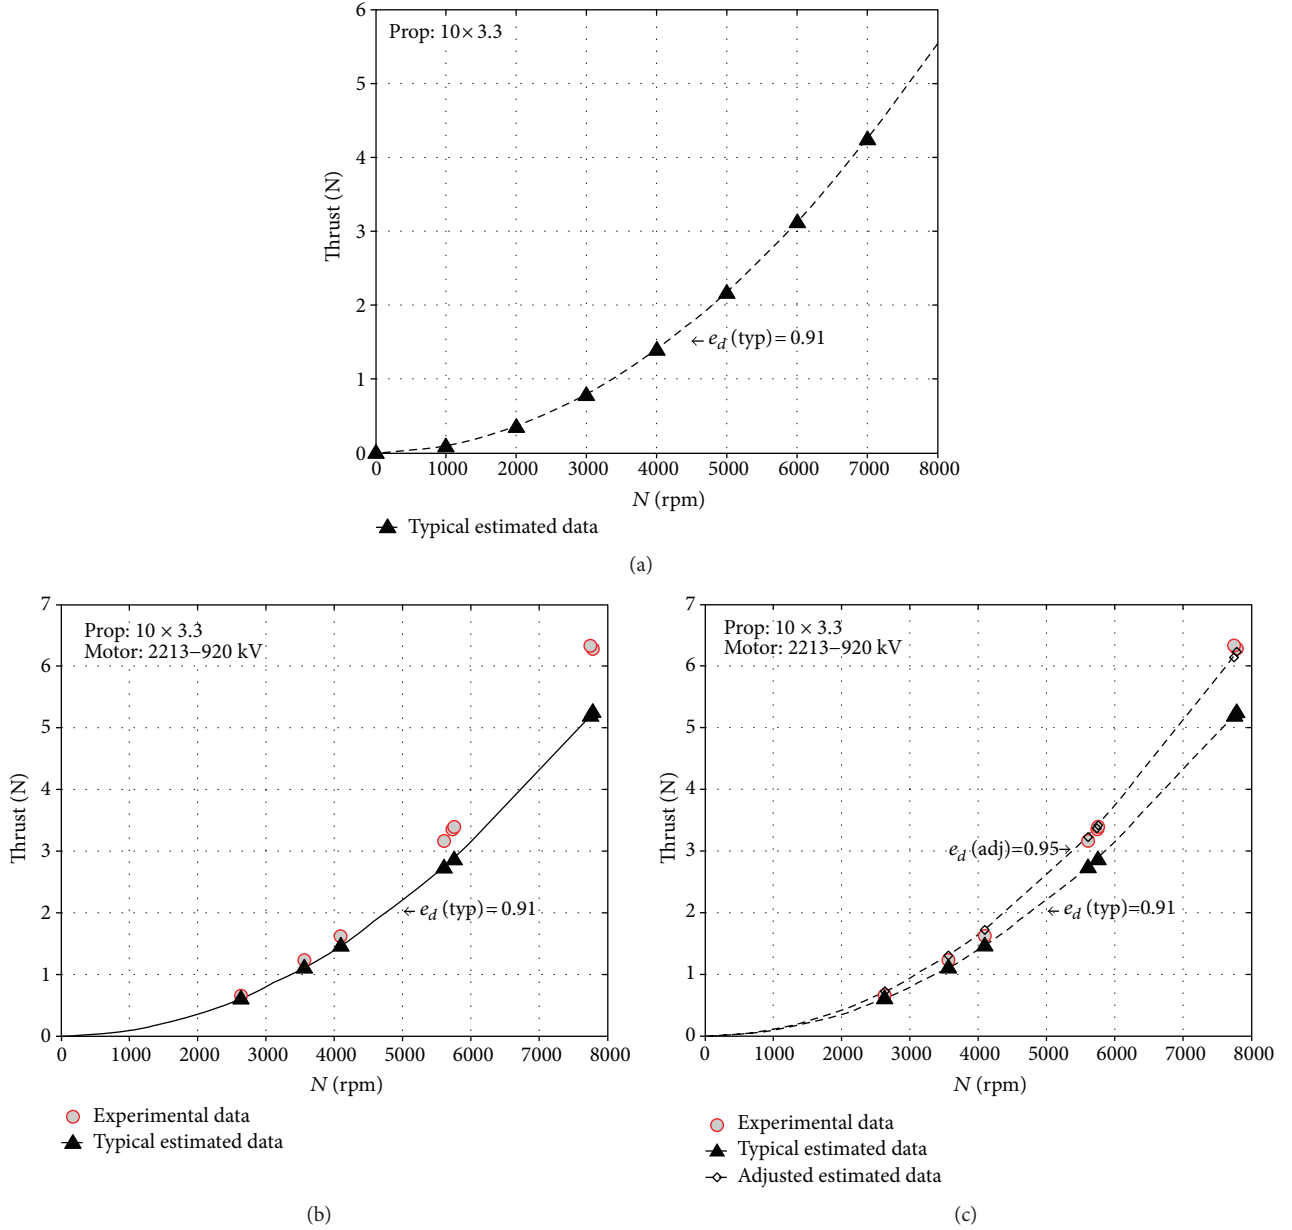 Prop: 10 × 3.3
6
5
4
3
2
1
0
Thrust (N)
← e_d (typ) = 0.91
0 1000 2000 3000 4000 5000 6000 7000 8000
N (rpm)
Typical estimated data
(a)
Prop: 10 × 3.3
Motor: 2213–920 kV
7
6
5
4
3
2
1
0
Thrust (N)
← e_d (typ) = 0.91
0 1000 2000 3000 4000 5000 6000 7000 8000
N (rpm)
Experimental data
Typical estimated data
(b)
Prop: 10 × 3.3
Motor: 2213–920 kV
7
6
5
4
3
2
1
0
Thrust (N)
e_d (adj)=0.95→
← e_d (typ)=0.91
0 1000 2000 3000 4000 5000 6000 7000 8000
N (rpm)
Experimental data
Typical estimated data
Adjusted estimated data
(c)